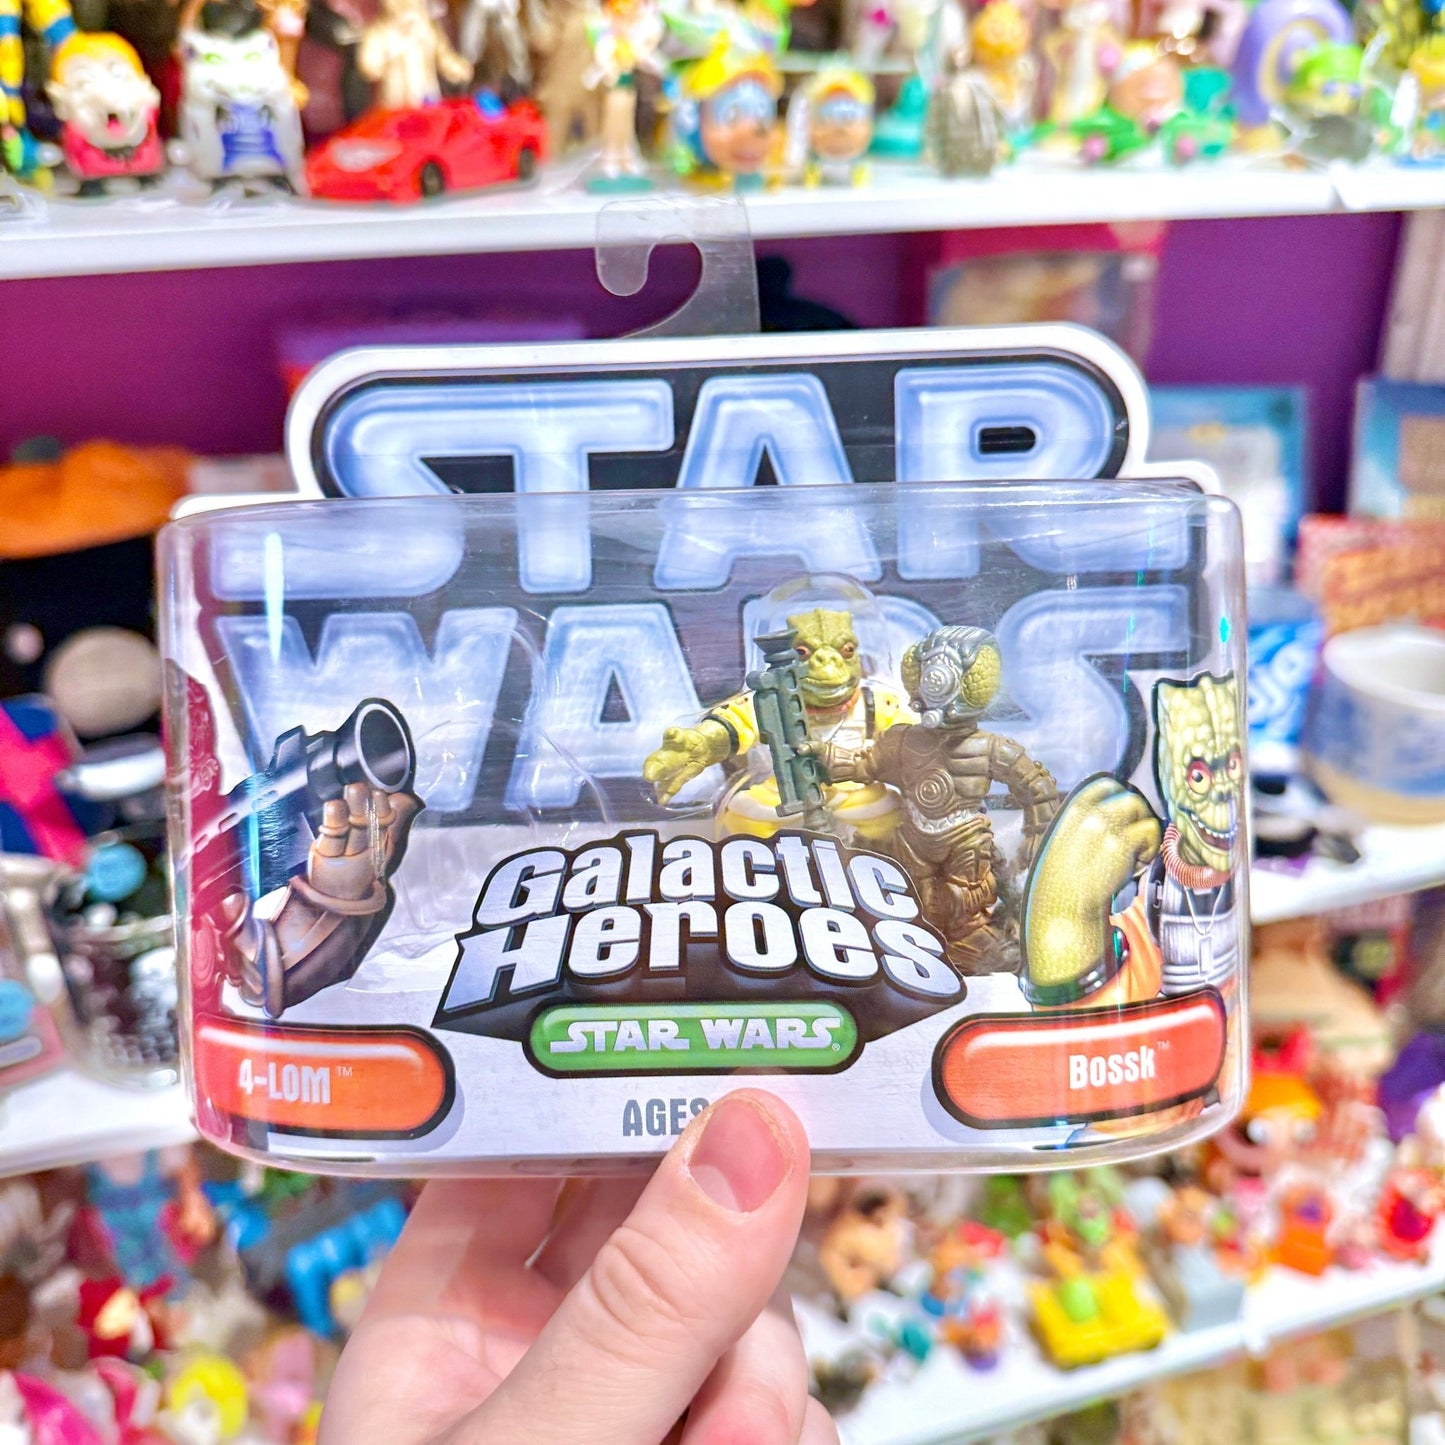 STAR
WARS
Galactic
Heroes
STAR WARS®
4-LOM™
Bossk™
AGES